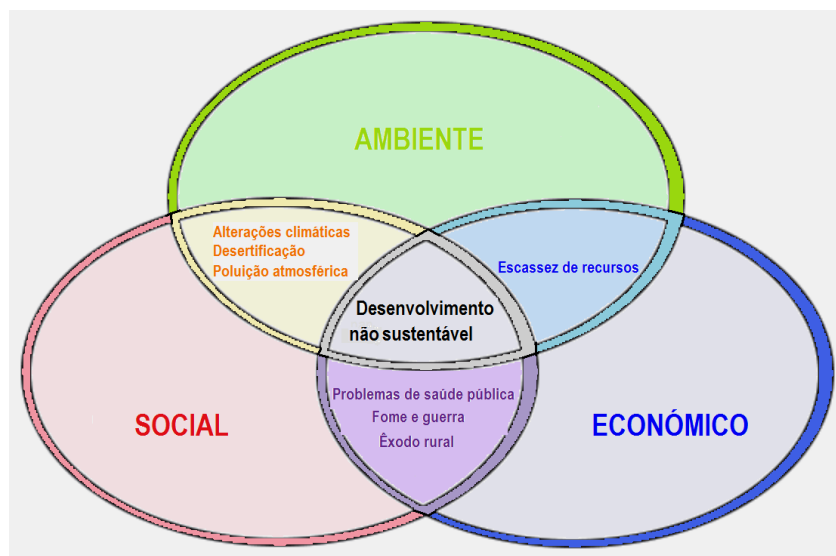 AMBIENTE
Alterações climáticas
Desertificação
Poluição atmosférica
Escassez de recursos
Desenvolvimento
não sustentável
Problemas de saúde pública
Fome e guerra
Êxodo rural
SOCIAL
ECONÓMICO